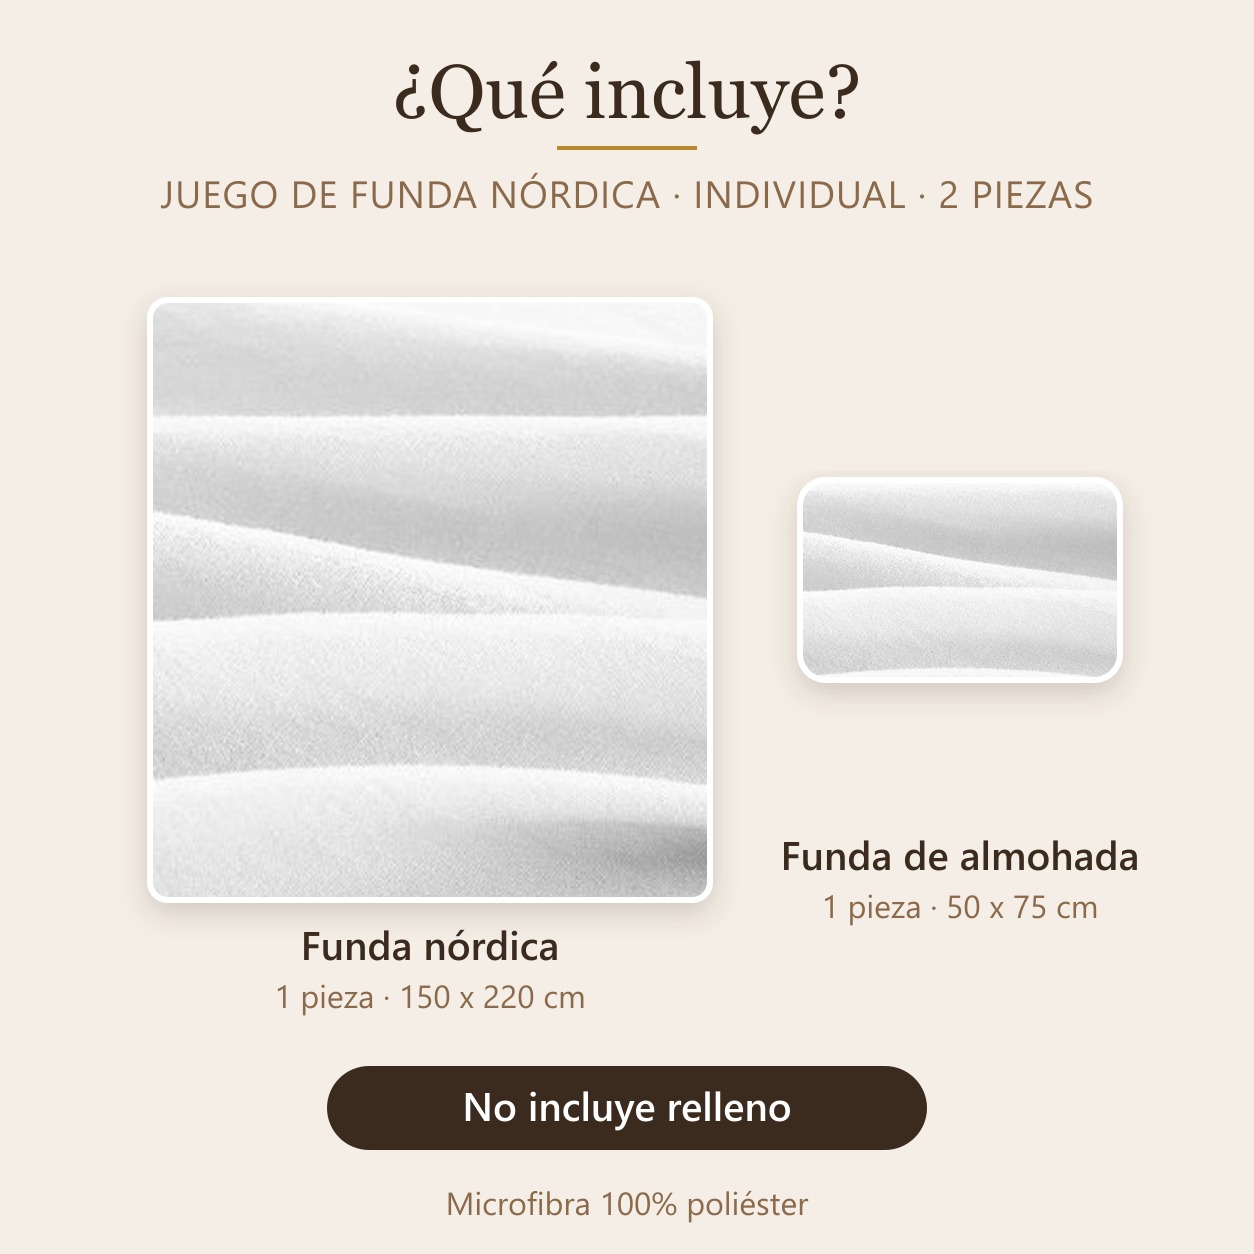 ¿Qué incluye?
JUEGO DE FUNDA NÓRDICA · INDIVIDUAL · 2 PIEZAS
Funda nórdica
1 pieza · 150 x 220 cm
Funda de almohada
1 pieza · 50 x 75 cm
No incluye relleno
Microfibra 100% poliéster